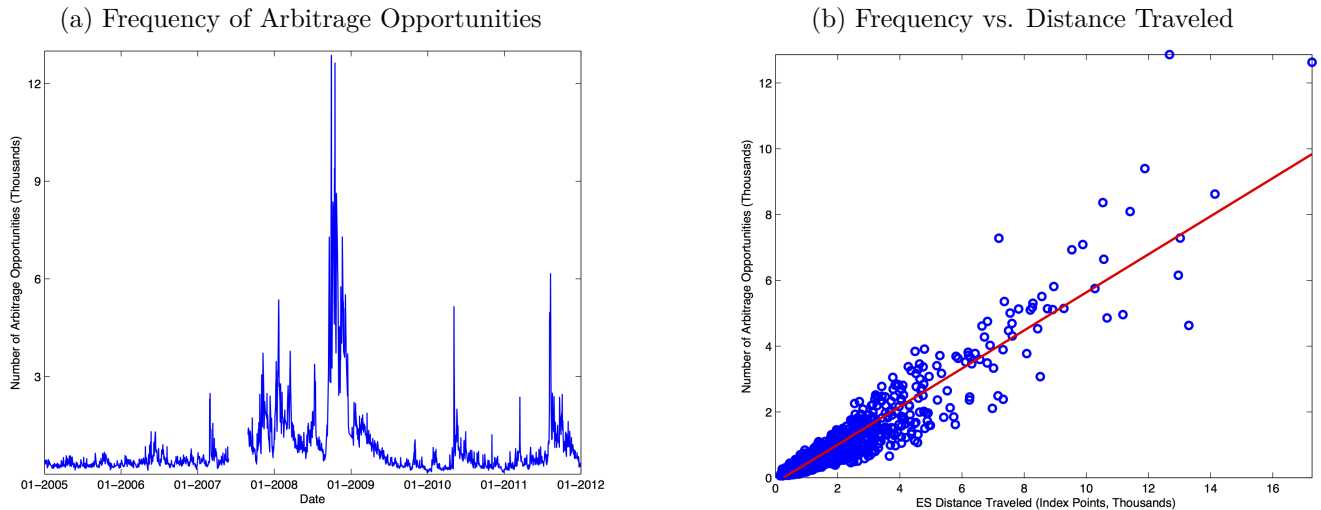 (a) Frequency of Arbitrage Opportunities
Number of Arbitrage Opportunities (Thousands)
12
9
6
3
01–2005 01–2006 01–2007 01–2008 01–2009 01–2010 01–2011 01–2012
Date
(b) Frequency vs. Distance Traveled
Number of Arbitrage Opportunities (Thousands)
12
10
8
6
4
2
0
0 2 4 6 8 10 12 14 16
ES Distance Traveled (Index Points, Thousands)